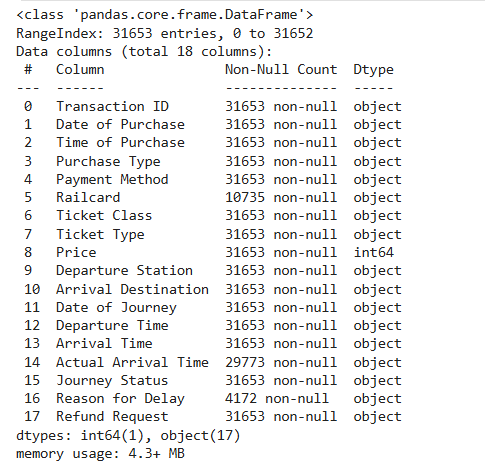 <class 'pandas.core.frame.DataFrame'>
RangeIndex: 31653 entries, 0 to 31652
Data columns (total 18 columns):
 #   Column               Non-Null Count  Dtype
---  ------               --------------  -----
 0   Transaction ID       31653 non-null  object
 1   Date of Purchase     31653 non-null  object
 2   Time of Purchase     31653 non-null  object
 3   Purchase Type        31653 non-null  object
 4   Payment Method       31653 non-null  object
 5   Railcard             10735 non-null  object
 6   Ticket Class         31653 non-null  object
 7   Ticket Type          31653 non-null  object
 8   Price                31653 non-null  int64
 9   Departure Station    31653 non-null  object
 10  Arrival Destination  31653 non-null  object
 11  Date of Journey      31653 non-null  object
 12  Departure Time       31653 non-null  object
 13  Arrival Time         31653 non-null  object
 14  Actual Arrival Time  29773 non-null  object
 15  Journey Status       31653 non-null  object
 16  Reason for Delay     4172 non-null   object
 17  Refund Request       31653 non-null  object
dtypes: int64(1), object(17)
memory usage: 4.3+ MB